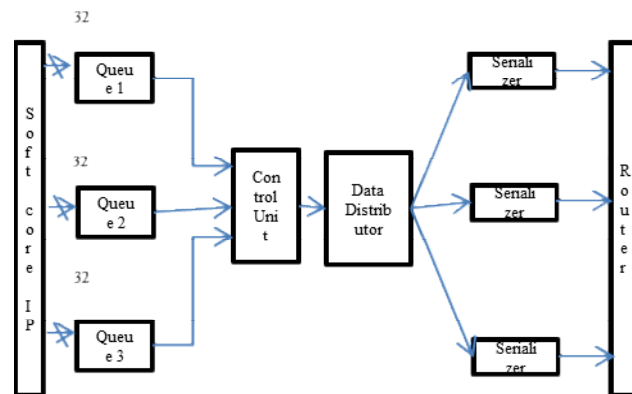 32
Queu
e 1
32
Queu
e 2
32
Queu
e 3
S
o
f
t
c
o
r
e
IP
Con
trol
Uni
t
Data
Distrib
utor
Seriali
zer
Seriali
zer
Seriali
zer
R
o
u
t
e
r